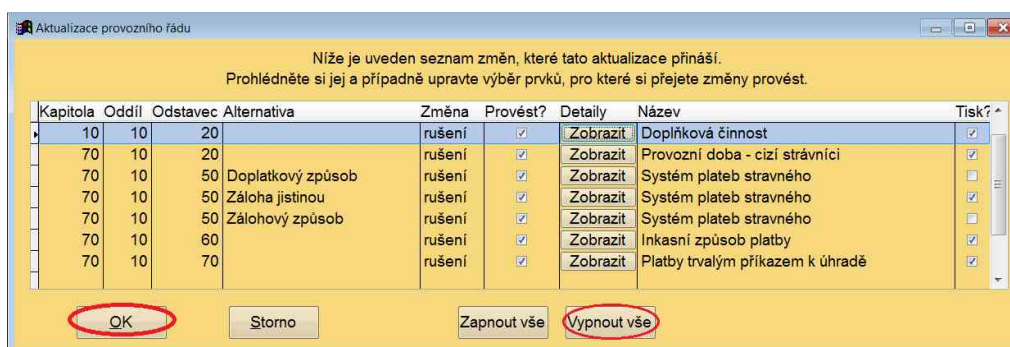 Aktualizace provozního řádu
Níže je uveden seznam změn, které tato aktualizace přináší.
Prohlédněte si jej a případně upravte výběr prvků, pro které si přejete změny provést.
Kapitola Oddíl Odstavec Alternativa Změna Provést? Detaily Název Tisk?
10 10 20 rušení Zobrazit Doplňková činnost
70 10 20 rušení Zobrazit Provozní doba - cizí strávníci
70 10 50 Doplatkový způsob rušení Zobrazit Systém plateb stravného
70 10 50 Záloha jistinou rušení Zobrazit Systém plateb stravného
70 10 50 Zálohový způsob rušení Zobrazit Systém plateb stravného
70 10 60 rušení Zobrazit Inkasní způsob platby
70 10 70 rušení Zobrazit Platby trvalým příkazem k úhradě
OK Storno Zapnout vše Vypnout vše